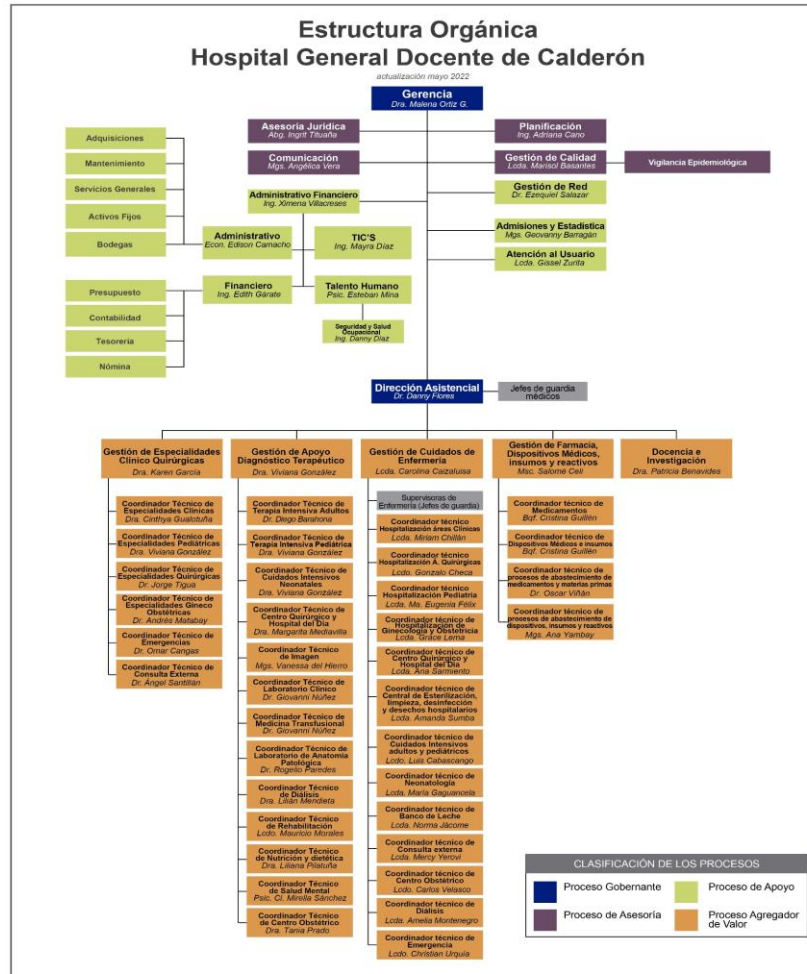 Estructura Orgánica
Hospital General Docente de Calderón
actualización mayo 2022
Gerencia
Dra. Malena Ortiz G.
Asesoría Jurídica
Abg. Ingrit Tituaña
Planificación
Ing. Adriana Cano
Comunicación
Mgs. Angélica Vera
Gestión de Calidad
Lcda. Marisol Basantes
Vigilancia Epidemiológica
Gestión de Red
Dr. Ezequiel Salazar
Admisiones y Estadística
Mgs. Geovanny Barragán
Atención al Usuario
Lcda. Gissel Zurita
Administrativo Financiero
Ing. Ximena Villacreses
Administrativo
Econ. Edison Camacho
TIC'S
Ing. Mayra Díaz
Financiero
Ing. Edith Garate
Talento Humano
Psic. Esteban Mina
Seguridad y Salud
Ocupacional
Ing. Danny Díaz
Adquisiciones
Mantenimiento
Servicios Generales
Activos Fijos
Bodegas
Presupuesto
Contabilidad
Tesorería
Nómina
Dirección Asistencial
Dr. Danny Flores
Jefes de guardia
médicos
Gestión de Especialidades
Clínico Quirúrgicas
Dra. Karen García
Coordinador Técnico de
Especialidades Clínicas
Dra. Cinthya Gualotuña
Coordinador Técnico de
Especialidades Pediátricas
Dra. Viviana González
Coordinador Técnico de
Especialidades Quirúrgicas
Dr. Jorge Tigua
Coordinador Técnico de
Especialidades Gineco
Obstétricas
Dr. Andrés Matabay
Coordinador Técnico de
Emergencias
Dr. Omar Cangas
Coordinador Técnico de
Consulta Externa
Dr. Ángel Santillán
Gestión de Apoyo
Diagnóstico Terapéutico
Dra. Viviana González
Coordinador Técnico de
Terapia Intensiva Adultos
Dr. Diego Barahona
Coordinador Técnico de
Terapia Intensiva Pediátrica
Dra. Viviana González
Coordinador Técnico de
Cuidados Intensivos
Neonatales
Dra. Viviana González
Coordinador Técnico de
Centro Quirúrgico y
Hospital del Día
Dra. Margarita Mediavilla
Coordinador Técnico
de Imagen
Mgs. Vanessa del Hierro
Coordinador Técnico
de Laboratorio Clínico
Dr. Giovanni Núñez
Coordinador Técnico de
Medicina Transfusional
Dr. Giovanni Núñez
Coordinador Técnico de
Laboratorio de Anatomía
Patológica
Dr. Rogelio Paredes
Coordinador Técnico
de Diálisis
Dra. Lilián Mendieta
Coordinador Técnico
de Rehabilitación
Lcdo. Mauricio Morales
Coordinador Técnico
de Nutrición y dietética
Dra. Liliana Pilatuña
Coordinador Técnico
de Salud Mental
Psic. Cl. Mirella Sánchez
Coordinador Técnico
de Centro Obstétrico
Dra. Tania Prado
Gestión de Cuidados de
Enfermería
Lcda. Carolina Caizaluisa
Supervisoras de
Enfermería (Jefes de guardia)
Coordinador técnico
Hospitalización áreas Clínicas
Lcda. Miriam Chillán
Coordinador técnico
Hospitalización A. Quirúrgicas
Lcdo. Gonzalo Checa
Coordinador técnico
Hospitalización Pediatría
Lcda. Ma. Eugenia Félix
Coordinador técnico
de Hospitalización de
Ginecología y Obstetricia
Lcda. Grace Lema
Coordinador técnico de
Centro Quirúrgico y
Hospital del Día
Lcda. Ana Sarmiento
Coordinador técnico de
Central de Esterilización,
limpieza, desinfección
y desechos hospitalarios
Lcda. Amanda Sumba
Coordinador técnico de
Cuidados Intensivos
adultos y pediátricos
Lcdo. Luis Cabascango
Coordinador técnico de
Neonatología
Lcda. María Gaguancela
Coordinador técnico de
Banco de Leche
Lcda. Norma Jácome
Coordinador técnico de
Consulta externa
Lcda. Mercy Yerovi
Coordinador técnico de
Centro Obstétrico
Lcdo. Carlos Velasco
Coordinador técnico de
Diálisis
Lcda. Amelia Montenegro
Coordinador técnico de
Emergencia
Lcdo. Christian Urquía
Gestión de Farmacia,
Dispositivos Médicos,
insumos y reactivos
Msc. Salomé Celi
Coordinador técnico de
Medicamentos
Bqf. Cristina Guillén
Coordinador técnico de
Dispositivos Médicos e insumos
Bqf. Cristina Guillén
Coordinador técnico de
procesos de abastecimiento de
medicamentos y materias primas
Dr. Oscar Viñán
Coordinador técnico de
procesos de abastecimiento de
dispositivos, insumos y reactivos
Mgs. Ana Yambay
Docencia e
Investigación
Dra. Patricia Benavides
CLASIFICACIÓN DE LOS PROCESOS
Proceso Gobernante
Proceso de Apoyo
Proceso de Asesoría
Proceso Agregador
de Valor